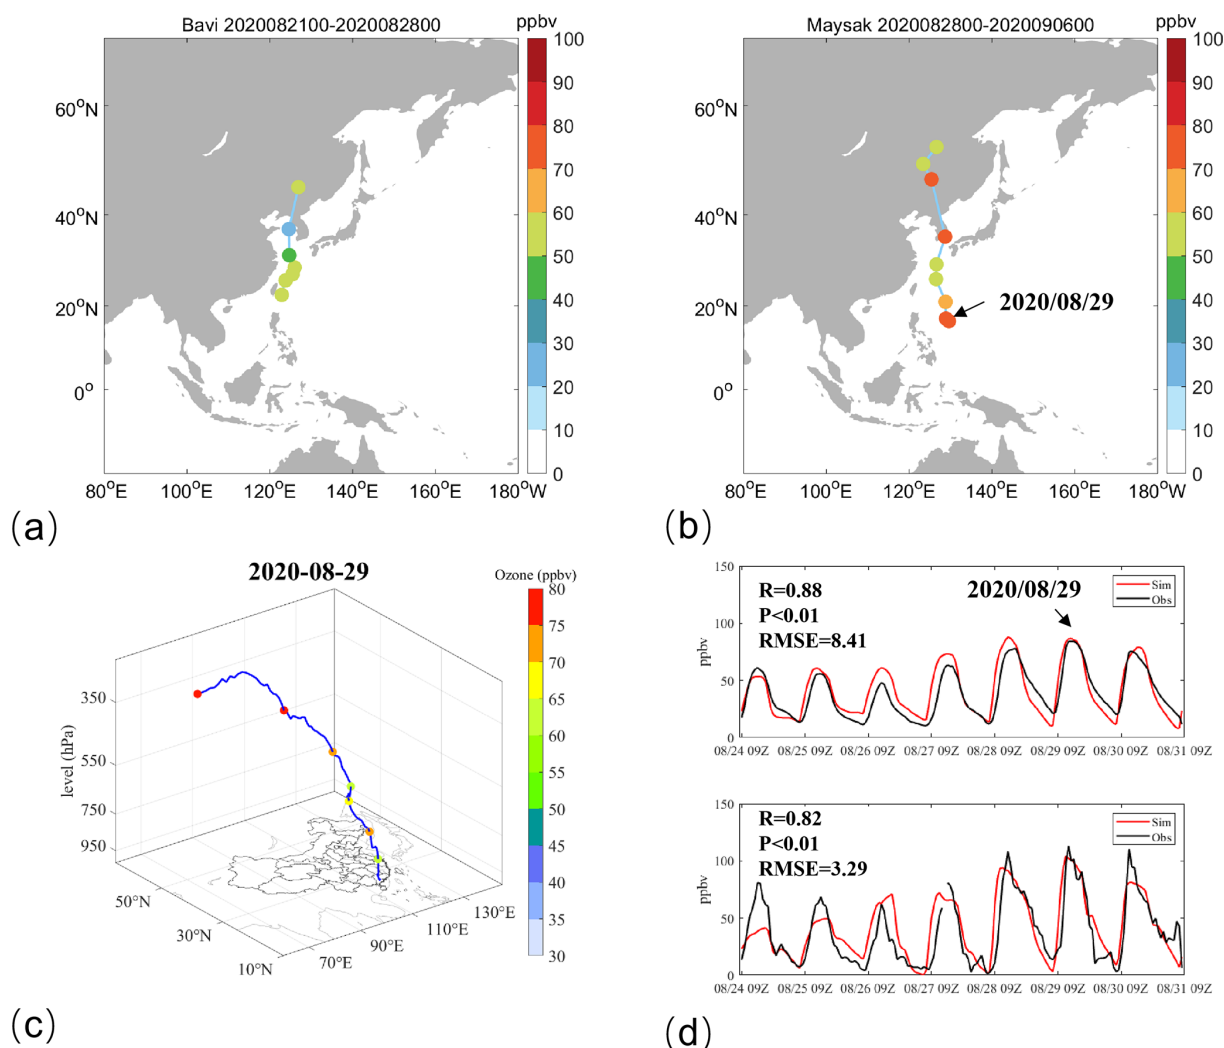 Bavi 2020082100-2020082800
ppbv
60°N
40°N
20°N
0°
80°E 100°E 120°E 140°E 160°E 180°W
100
90
80
70
60
50
40
30
20
10
0
(a)
Maysak 2020082800-2020090600
ppbv
60°N
40°N
20°N
0°
2020/08/29
80°E 100°E 120°E 140°E 160°E 180°W
100
90
80
70
60
50
40
30
20
10
0
(b)
2020-08-29
Ozone (ppbv)
level (hPa)
350
550
750
950
50°N
30°N
10°N
70°E
90°E
110°E
130°E
80
75
70
65
60
55
50
45
40
35
30
(c)
150
100
50
0
ppbv
R=0.88
P<0.01
RMSE=8.41
2020/08/29
Sim
Obs
08/24 09Z 08/25 09Z 08/26 09Z 08/27 09Z 08/28 09Z 08/29 09Z 08/30 09Z 08/31 09Z
150
100
50
0
ppbv
R=0.82
P<0.01
RMSE=3.29
Sim
Obs
08/24 09Z 08/25 09Z 08/26 09Z 08/27 09Z 08/28 09Z 08/29 09Z 08/30 09Z 08/31 09Z
(d)